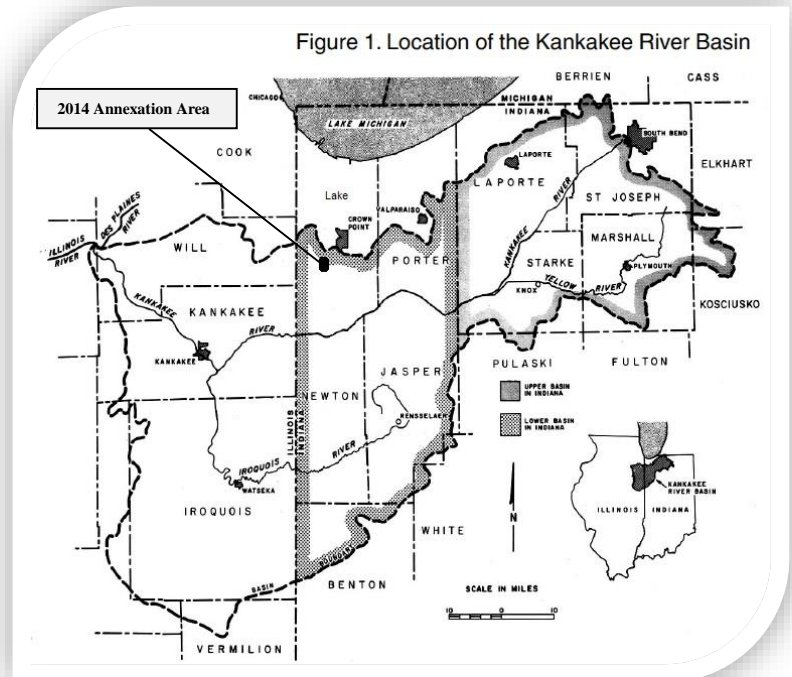 Figure 1. Location of the Kankakee River Basin
BERRIEN
CASS
CHICAGO
MICHIGAN
INDIANA
2014 Annexation Area
LAKE MICHIGAN
SOUTH BEND
COOK
LAPORTE
ELKHART
LAPORTE
Lake
VALPARAISO
RIVER
ST JOSEPH
DES PLAINES
RIVER
CROWN
POINT
MARSHALL
ILLINOIS
RIVER
WILL
PORTER
KANKAKEE
STARKE
PLYMOUTH
KANKAKEE
RIVER
KANKAKEE
KNOX
YELLOW
RIVER
KOSCIUSKO
RIVER
KANKAKEE
JASPER
PULASKI
FULTON
NEWTON
UPPER BASIN
IN INDIANA
ILLINOIS
INDIANA
RENSSELAER
LOWER BASIN
IN INDIANA
RIVER
IROQUOIS
WATSEKA
KANKAKEE
RIVER BASIN
IROQUOIS
N
ILLINOIS
INDIANA
WHITE
BOUNDARY
BASIN
BENTON
SCALE IN MILES
10
0
10
VERMILION